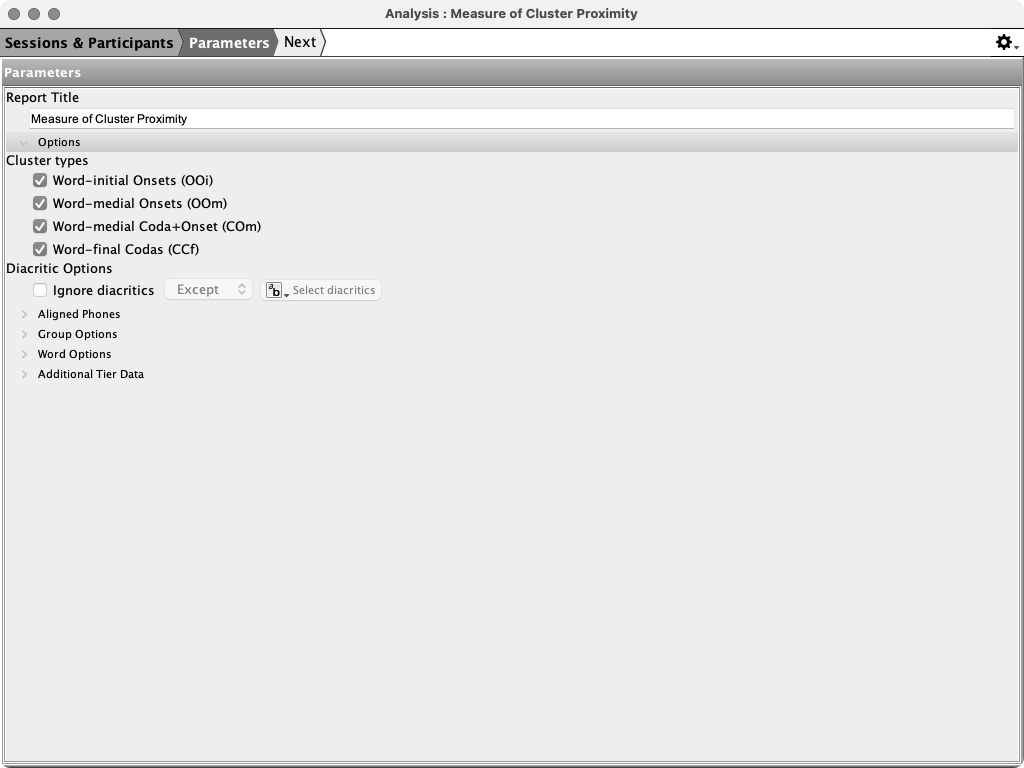 Analysis : Measure of Cluster Proximity
Sessions & Participants Parameters Next
Parameters
Report Title
Measure of Cluster Proximity
Options
Cluster types
Word-initial Onsets (OOi)
Word-medial Onsets (OOm)
Word-medial Coda+Onset (COm)
Word-final Codas (CCf)
Diacritic Options
Ignore diacritics Except ab Select diacritics
Aligned Phones
Group Options
Word Options
Additional Tier Data